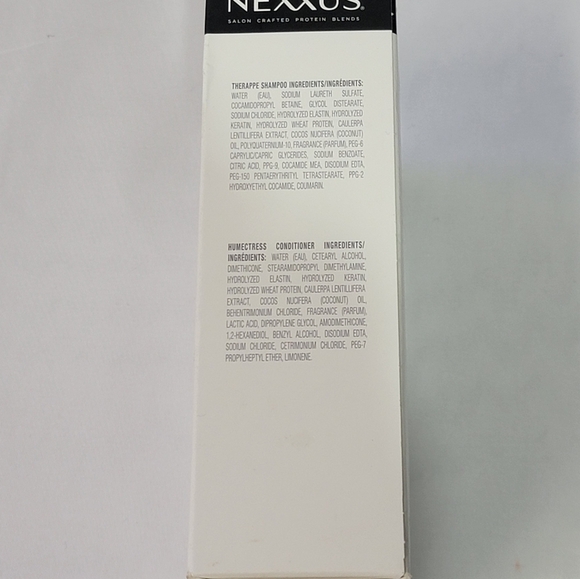 NEXXUS®
SALON CRAFTED PROTEIN BLENDS
THERAPPE SHAMPOO INGREDIENTS/INGRÉDIENTS:
WATER (EAU), SODIUM LAURETH SULFATE,
COCAMIDOPROPYL BETAINE, GLYCOL DISTEARATE,
SODIUM CHLORIDE, HYDROLYZED ELASTIN, HYDROLYZED
KERATIN, HYDROLYZED WHEAT PROTEIN, CAULERPA
LENTILLIFERA EXTRACT, COCOS NUCIFERA (COCONUT)
OIL, POLYQUATERNIUM-10, FRAGRANCE (PARFUM), PEG-6
CAPRYLIC/CAPRIC GLYCERIDES, SODIUM BENZOATE,
CITRIC ACID, PPG-9, COCAMIDE MEA, DISODIUM EDTA,
PEG-150 PENTAERYTHRITYL TETRASTEARATE, PPG-2
HYDROXYETHYL COCAMIDE, COUMARIN.
HUMECTRESS CONDITIONER INGREDIENTS/
INGRÉDIENTS: WATER (EAU), CETEARYL ALCOHOL,
DIMETHICONE, STEARAMIDOPROPYL DIMETHYLAMINE,
HYDROLYZED ELASTIN, HYDROLYZED KERATIN,
HYDROLYZED WHEAT PROTEIN, CAULERPA LENTILLIFERA
EXTRACT, COCOS NUCIFERA (COCONUT) OIL,
BEHENTRIMONIUM CHLORIDE, FRAGRANCE (PARFUM),
LACTIC ACID, DIPROPYLENE GLYCOL, AMODIMETHICONE,
1,2-HEXANEDIOL, BENZYL ALCOHOL, DISODIUM EDTA,
SODIUM CHLORIDE, CETRIMONIUM CHLORIDE, PEG-7
PROPYLHEPTYL ETHER, LIMONENE.